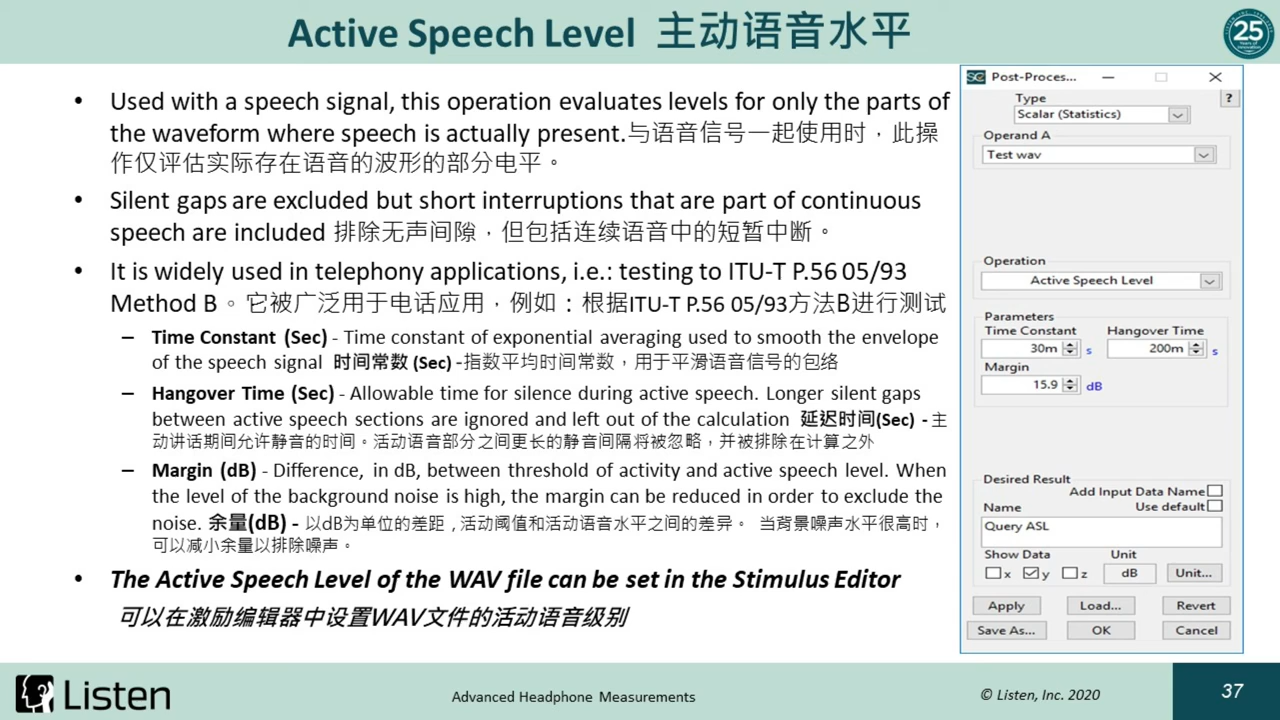 Active Speech Level 主动语音水平
25
Years of Innovation
• Used with a speech signal, this operation evaluates levels for only the parts of
the waveform where speech is actually present.与语音信号一起使用时，此操
作仅评估实际存在语音的波形的部分电平。
• Silent gaps are excluded but short interruptions that are part of continuous
speech are included 排除无声间隙，但包括连续语音中的短暂中断。
• It is widely used in telephony applications, i.e.: testing to ITU-T P.56 05/93
Method B。它被广泛用于电话应用，例如：根据ITU-T P.56 05/93方法B进行测试
– Time Constant (Sec) - Time constant of exponential averaging used to smooth the envelope
of the speech signal 时间常数 (Sec) -指数平均时间常数，用于平滑语音信号的包络
– Hangover Time (Sec) - Allowable time for silence during active speech. Longer silent gaps
between active speech sections are ignored and left out of the calculation 延迟时间(Sec) - 主
动讲话期间允许静音的时间。活动语音部分之间更长的静音间隔将被忽略，并被排除在计算之外
– Margin (dB) - Difference, in dB, between threshold of activity and active speech level. When
the level of the background noise is high, the margin can be reduced in order to exclude the
noise. 余量(dB) - 以dB为单位的差距，活动阈值和活动语音水平之间的差异。 当背景噪声水平很高时，
可以减小余量以排除噪声。
• The Active Speech Level of the WAV file can be set in the Stimulus Editor
可以在激励编辑器中设置WAV文件的活动语音级别
SC Post-Proces...
Type ?
Scalar (Statistics)
Operand A
Test wav
Operation
Active Speech Level
Parameters
Time Constant Hangover Time
30m s 200m s
Margin
15.9 dB
Desired Result
Add Input Data Name
Name Use default
Query ASL
Show Data Unit
x y z dB Unit...
Apply Load... Revert
Save As... OK Cancel
Listen Advanced Headphone Measurements © Listen, Inc. 2020 37